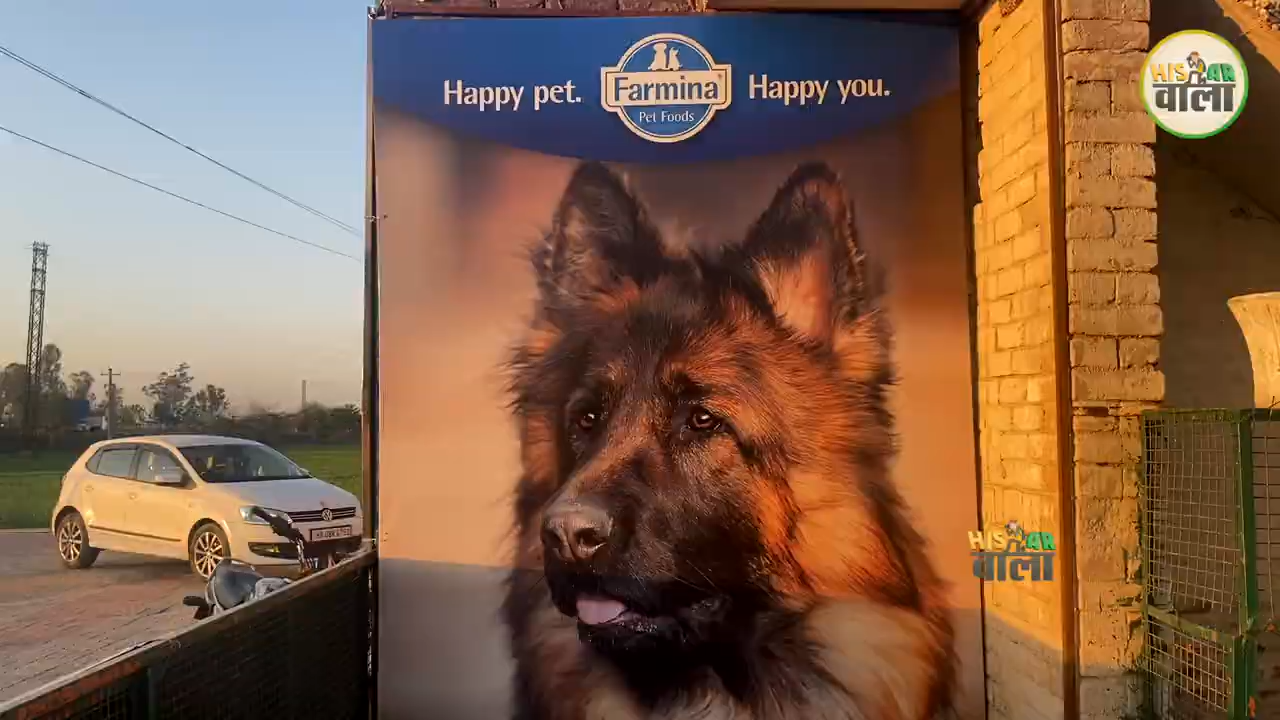 Happy pet.
Farmina
Pet Foods
Happy you.
HISAR
वाला
HISAR
वाला